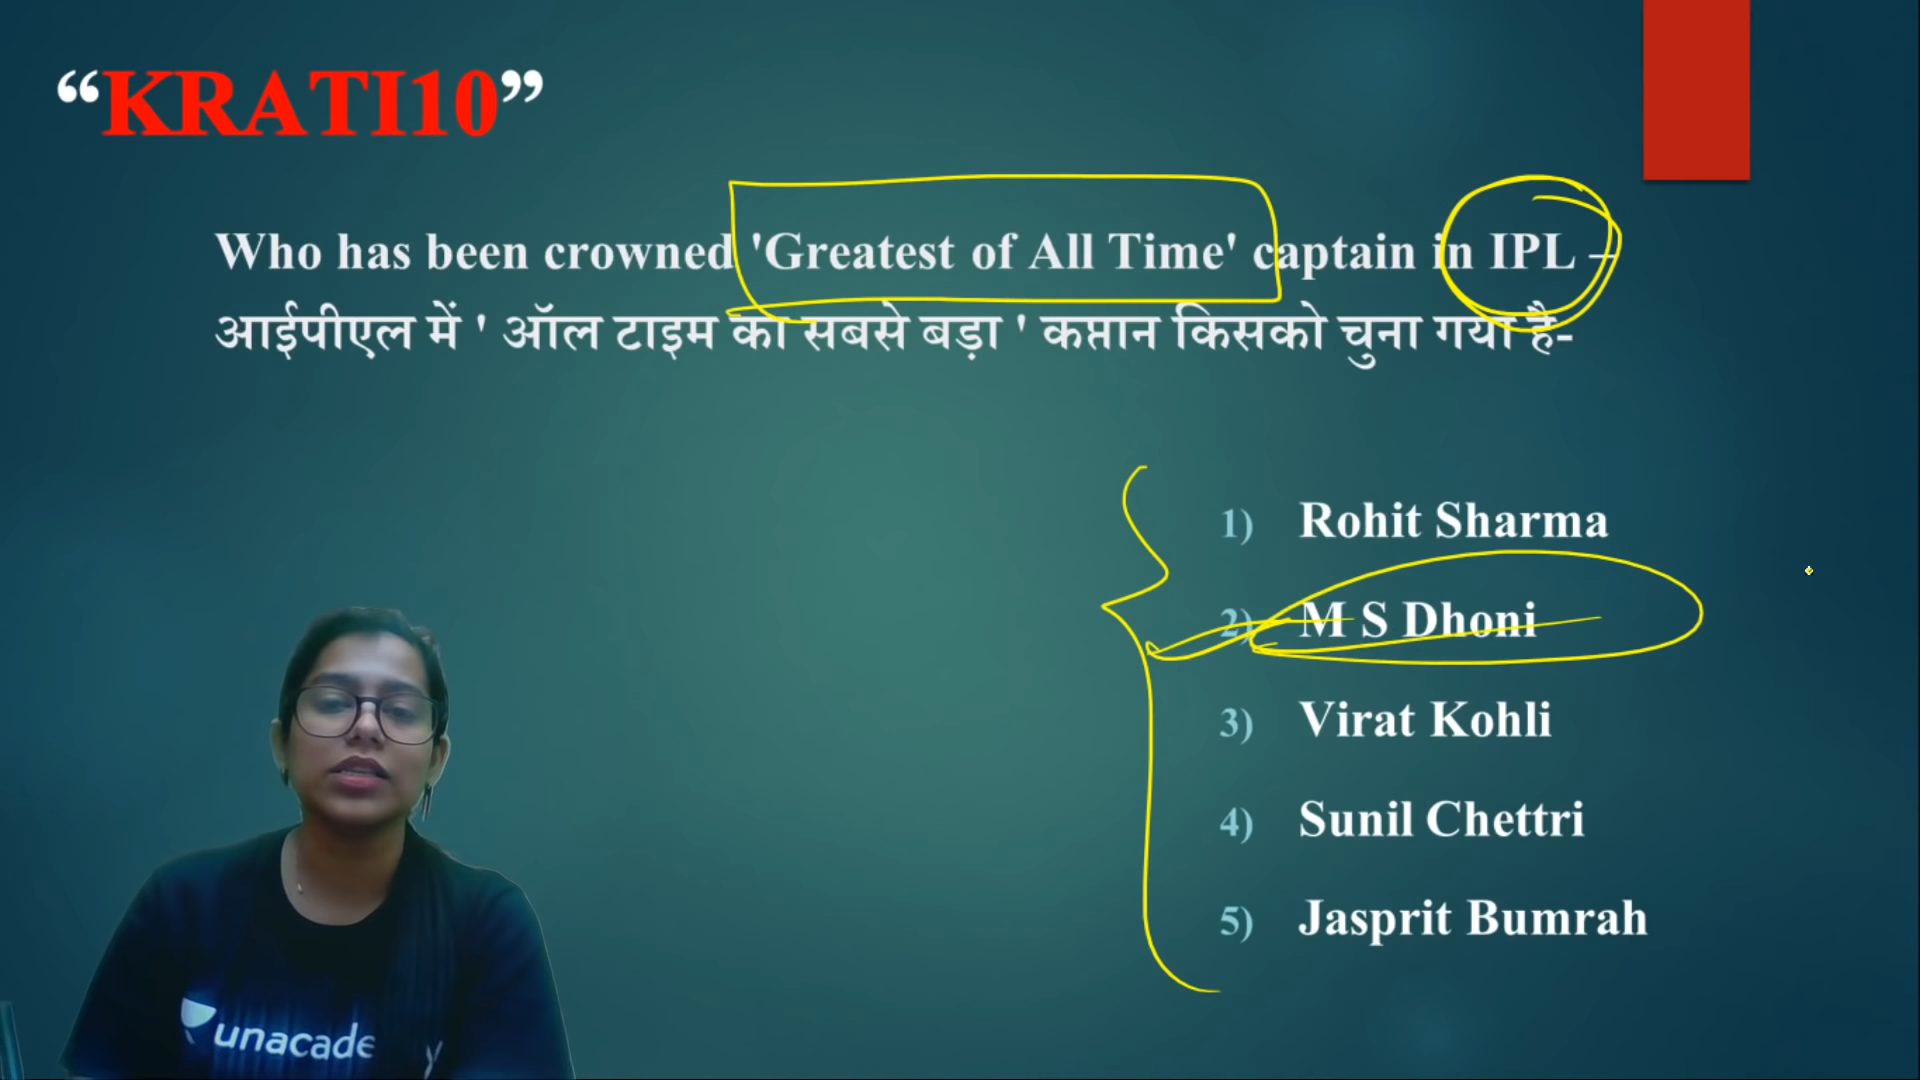 “KRATI10”
Who has been crowned 'Greatest of All Time' captain in IPL –
आईपीएल में ' ऑल टाइम का सबसे बड़ा ' कप्तान किसको चुना गया है-
1) Rohit Sharma
2) M S Dhoni
3) Virat Kohli
4) Sunil Chettri
5) Jasprit Bumrah
unacade y